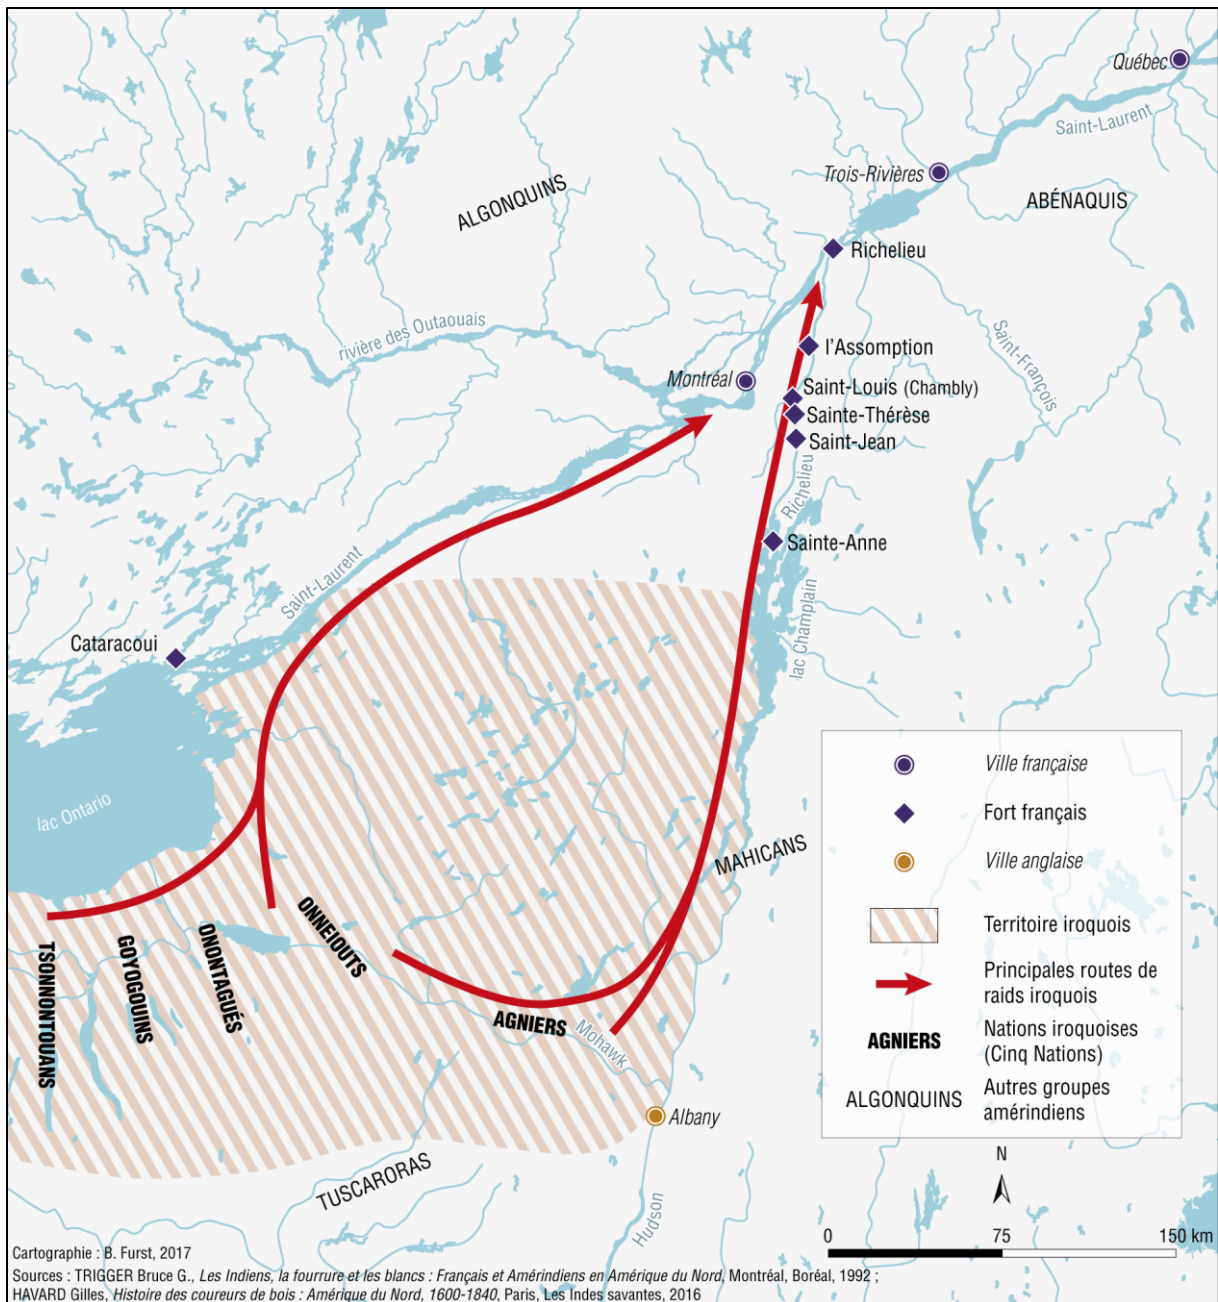 Québec
Saint-Laurent
Trois-Rivières
ALGONQUINS
ABÉNAQUIS
Richelieu
rivière des Outaouais
l'Assomption
Saint-François
Montréal
Saint-Louis (Chambly)
Sainte-Thérèse
Saint-Jean
Richelieu
Sainte-Anne
Saint-Laurent
lac Champlain
Cataracoui
lac Ontario
MAHICANS
TSONNONTOUANS
GOYOGOUINS
ONONTAGUÉS
ONNEIOUTS
AGNIERS
Mohawk
Albany
TUSCARORAS
Hudson
Ville française
Fort français
Ville anglaise
Territoire iroquois
Principales routes de
raids iroquois
AGNIERS
Nations iroquoises
(Cinq Nations)
ALGONQUINS
Autres groupes
amérindiens
N
0
75
150 km
Cartographie : B. Furst, 2017
Sources : TRIGGER Bruce G., Les Indiens, la fourrure et les blancs : Français et Amérindiens en Amérique du Nord, Montréal, Boréal, 1992 ;
HAVARD Gilles, Histoire des coureurs de bois : Amérique du Nord, 1600-1840, Paris, Les Indes savantes, 2016